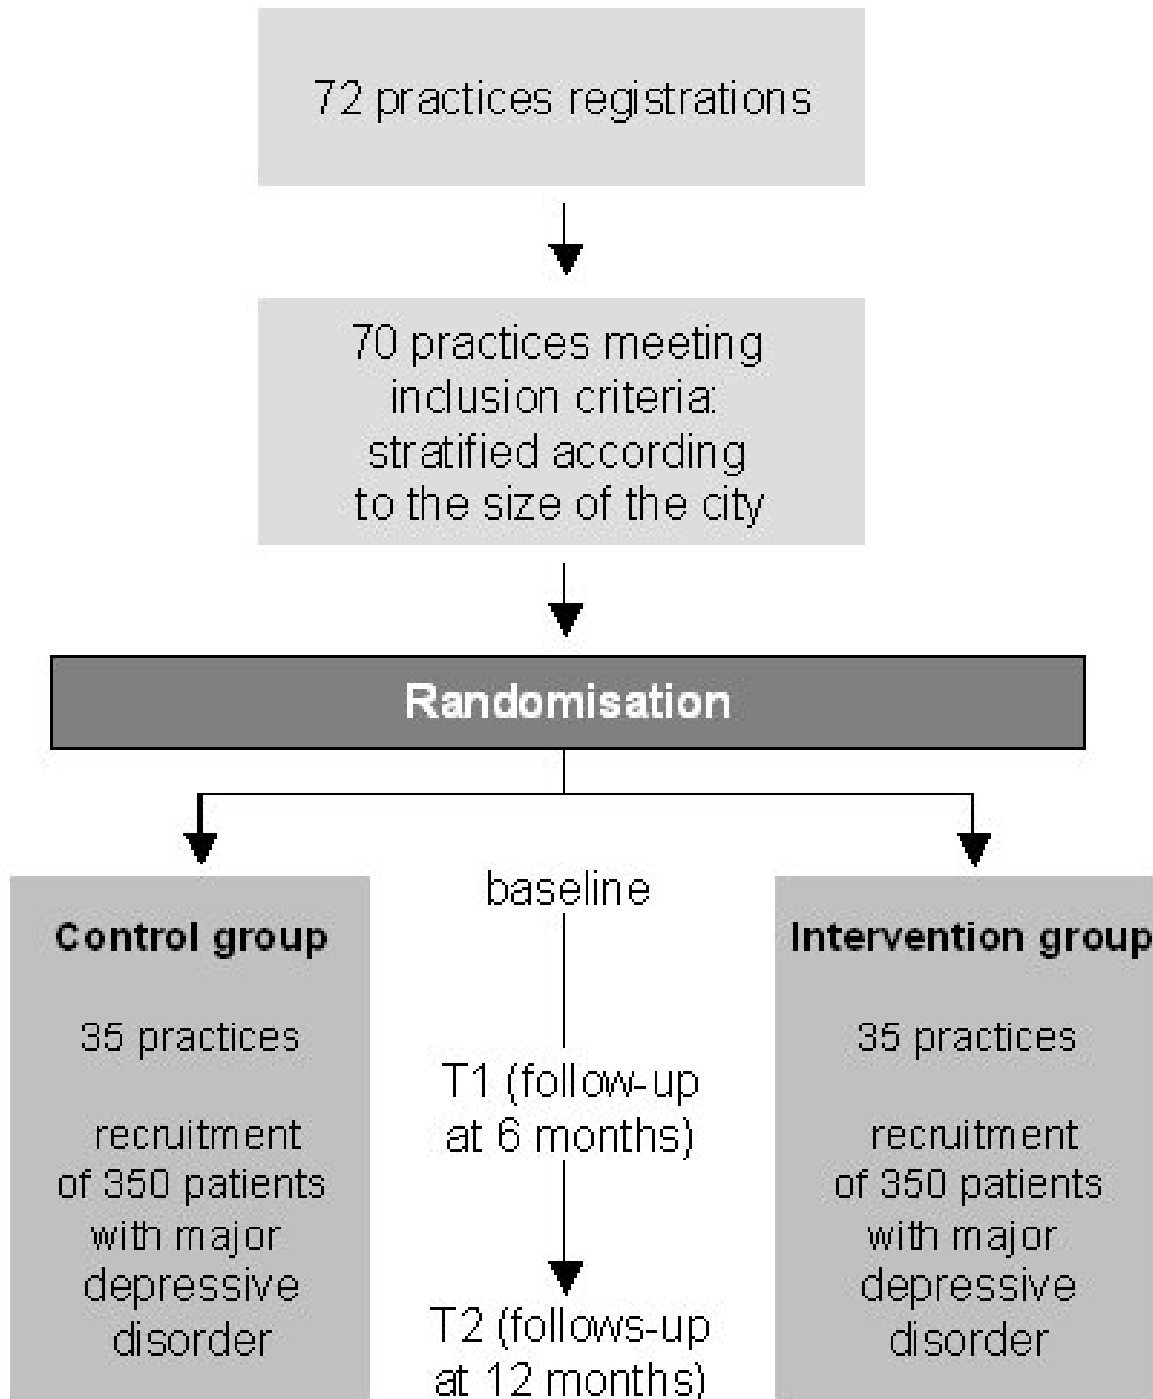 72 practices registrations
70 practices meeting
inclusion criteria:
stratified according
to the size of the city
Randomisation
Control group
35 practices
recruitment
of 350 patients
with major
depressive
disorder
baseline
T1 (follow-up
at 6 months)
T2 (follows-up
at 12 months)
Intervention group
35 practices
recruitment
of 350 patients
with major
depressive
disorder